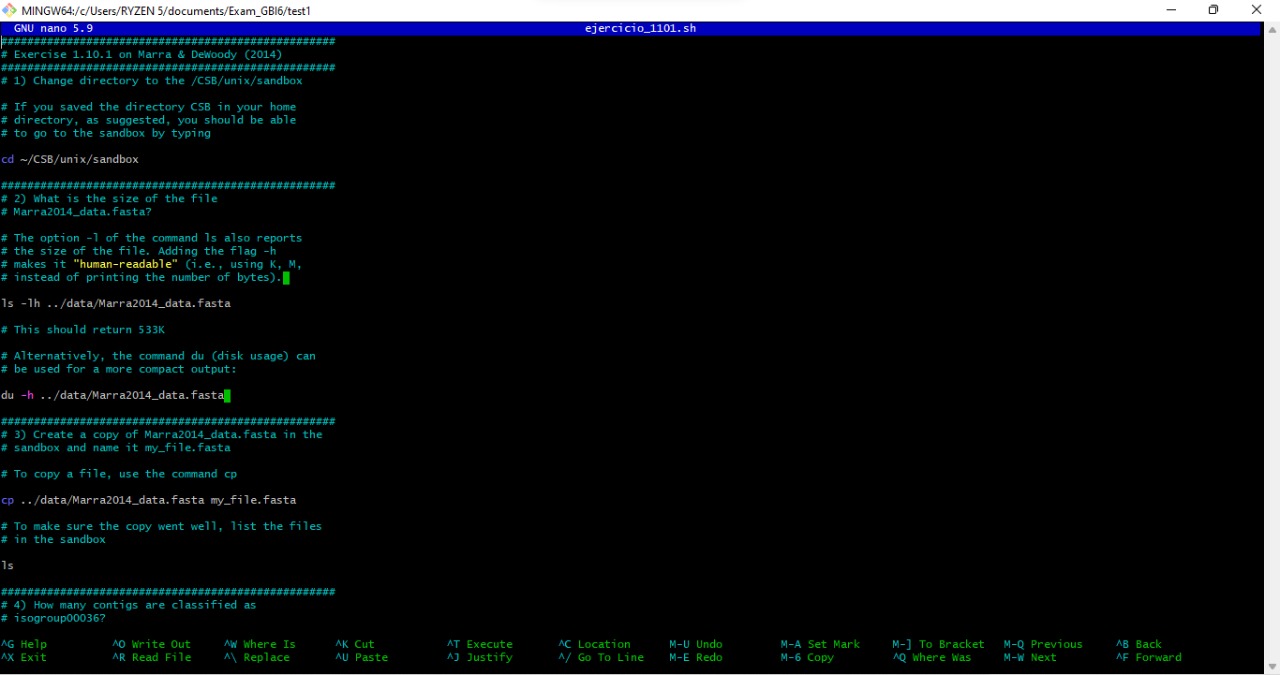 MINGW64:/c/Users/RYZEN 5/documents/Exam_GBI6/test1
GNU nano 5.9 ejercicio_1101.sh
###################################################
# Exercise 1.10.1 on Marra & DeWoody (2014)
###################################################
# 1) Change directory to the /CSB/unix/sandbox
# If you saved the directory CSB in your home
# directory, as suggested, you should be able
# to go to the sandbox by typing
cd ~/CSB/unix/sandbox
###################################################
# 2) What is the size of the file
# Marra2014_data.fasta?
# The option -l of the command ls also reports
# the size of the file. Adding the flag -h
# makes it "human-readable" (i.e., using K, M,
# instead of printing the number of bytes).
ls -lh ../data/Marra2014_data.fasta
# This should return 533K
# Alternatively, the command du (disk usage) can
# be used for a more compact output:
du -h ../data/Marra2014_data.fasta
###################################################
# 3) Create a copy of Marra2014_data.fasta in the
# sandbox and name it my_file.fasta
# To copy a file, use the command cp
cp ../data/Marra2014_data.fasta my_file.fasta
# To make sure the copy went well, list the files
# in the sandbox
ls
###################################################
# 4) How many contigs are classified as
# isogroup00036?
^G Help ^O Write Out ^W Where Is ^K Cut ^T Execute ^C Location M-U Undo M-A Set Mark M-] To Bracket M-Q Previous ^B Back
^X Exit ^R Read File ^\ Replace ^U Paste ^J Justify ^/ Go To Line M-E Redo M-6 Copy ^Q Where Was M-W Next ^F Forward